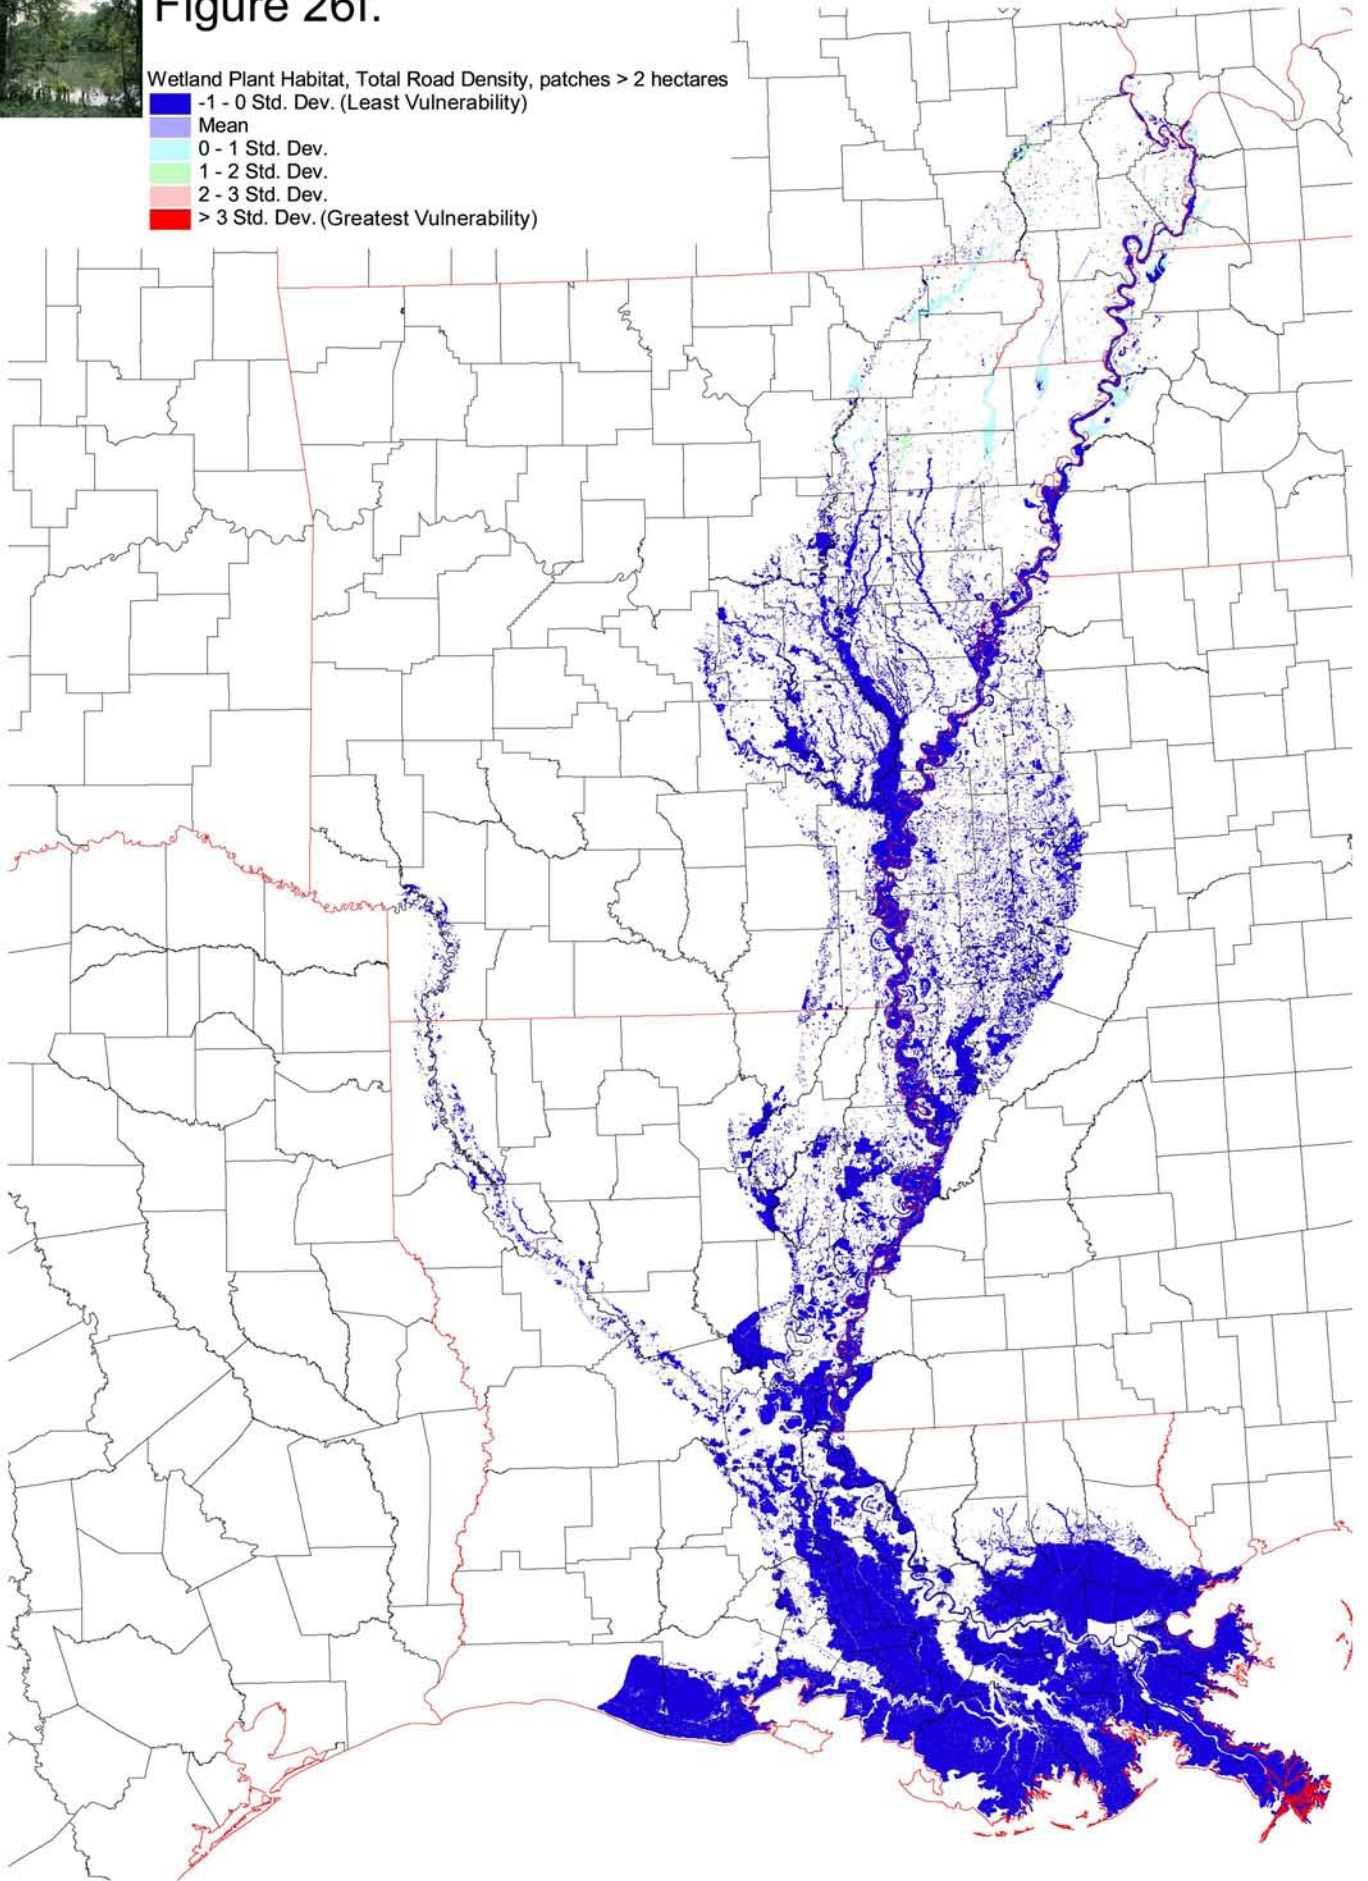 Figure 26f.
Wetland Plant Habitat, Total Road Density, patches > 2 hectares
-1 - 0 Std. Dev. (Least Vulnerability)
Mean
0 - 1 Std. Dev.
1 - 2 Std. Dev.
2 - 3 Std. Dev.
> 3 Std. Dev. (Greatest Vulnerability)